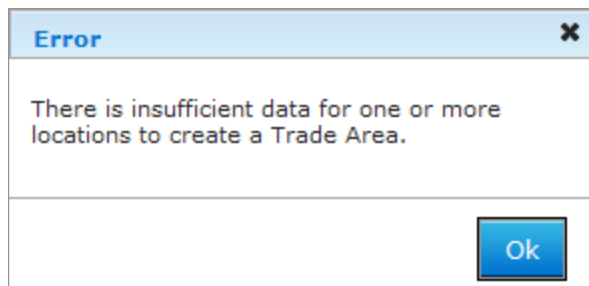 Error
There is insufficient data for one or more
locations to create a Trade Area.
Ok